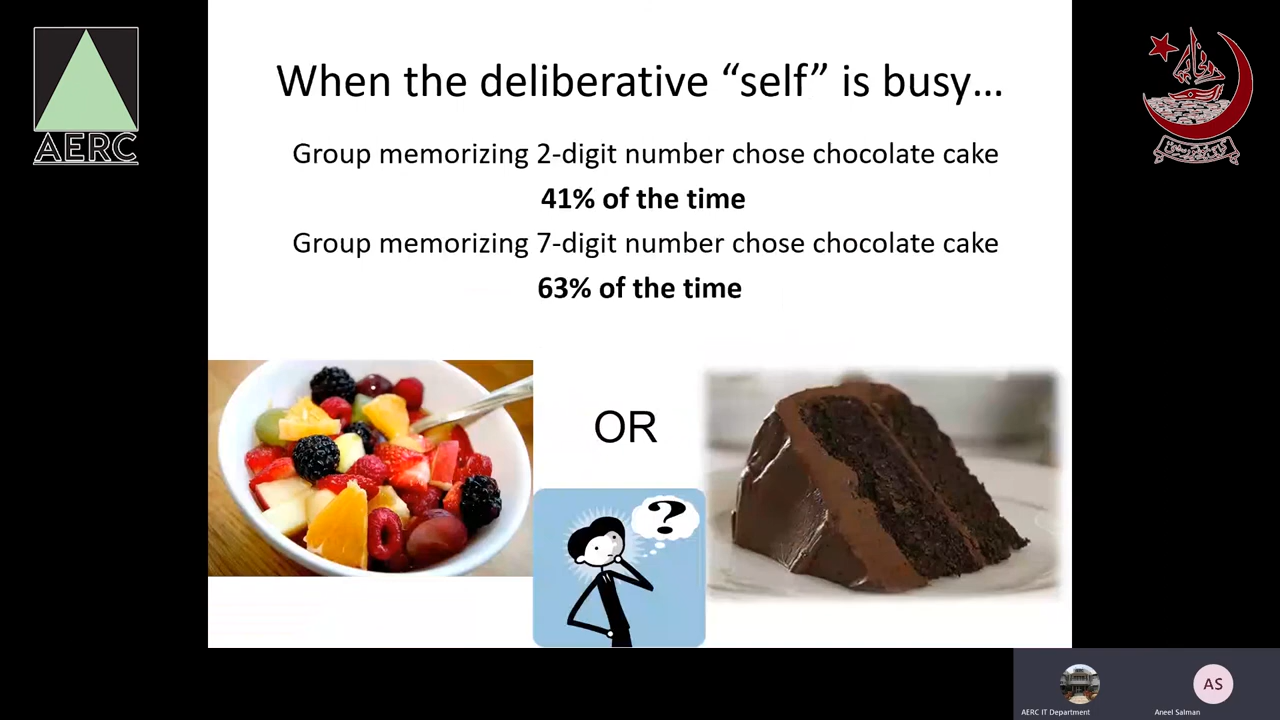 When the deliberative “self” is busy...
Group memorizing 2-digit number chose chocolate cake
41% of the time
Group memorizing 7-digit number chose chocolate cake
63% of the time
OR
?
AERC
AS
AERC IT Department
Aneel Salman